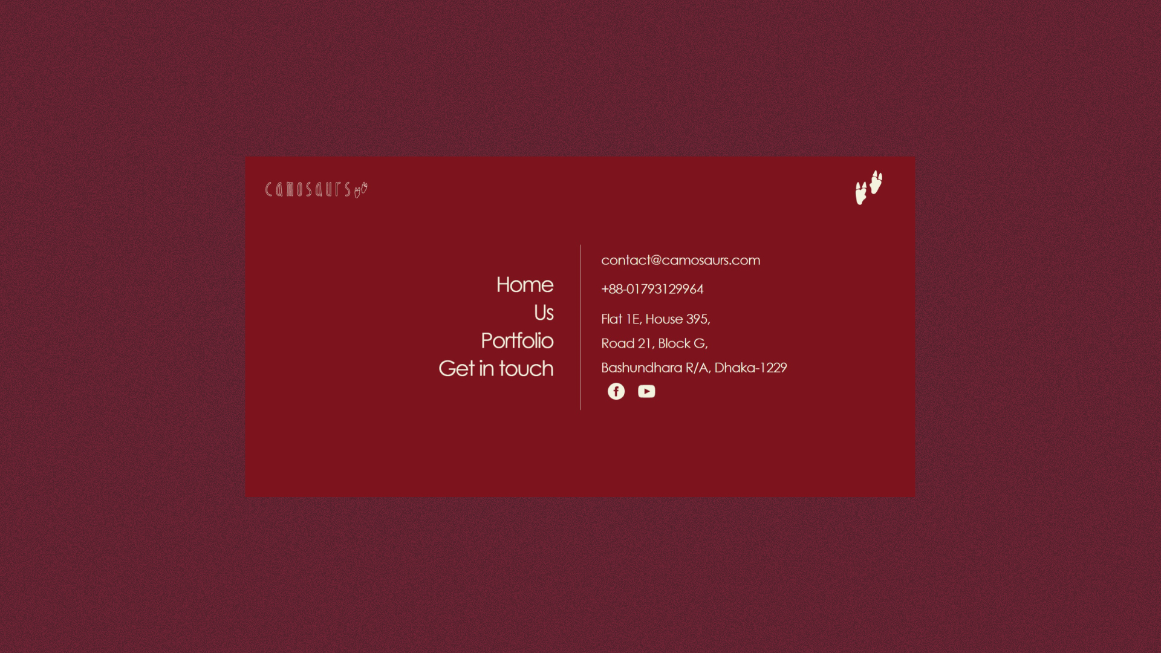 camosaurs
Home
Us
Portfolio
Get in touch
contact@camosaurs.com
+88-01793129964
Flat 1E, House 395,
Road 21, Block G,
Bashundhara R/A, Dhaka-1229